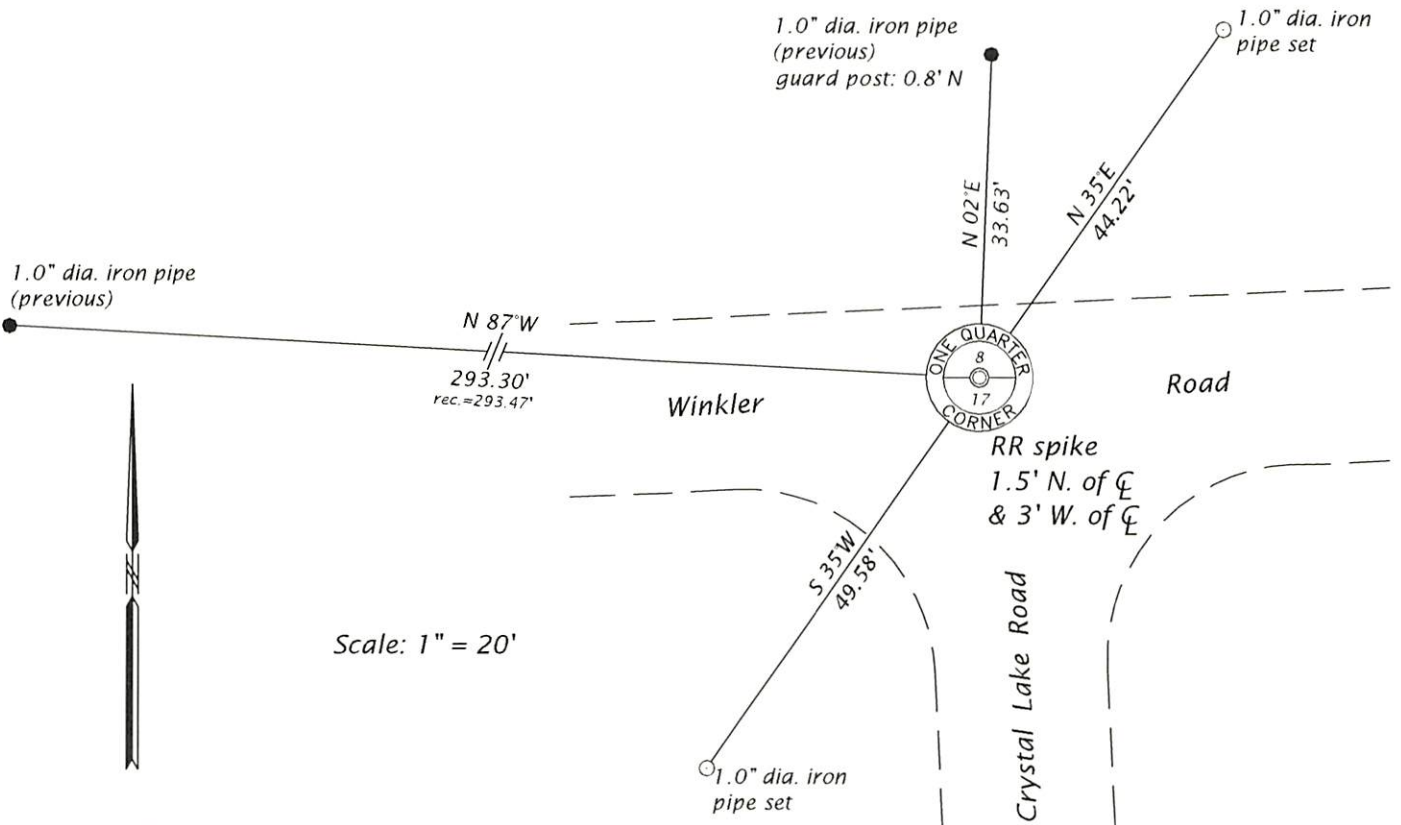 1.0" dia. iron pipe
(previous)
guard post: 0.8' N
1.0" dia. iron
pipe set
N 02°E
33.63'
N 35°E
44.22'
1.0" dia. iron pipe
(previous)
N 87°W
293.30'
rec.=293.47'
Winkler
Road
ONE QUARTER
8
17
CORNER
RR spike
1.5' N. of ℄
& 3' W. of ℄
S 35°W
49.58'
Scale: 1" = 20'
N
Crystal Lake Road
1.0" dia. iron
pipe set